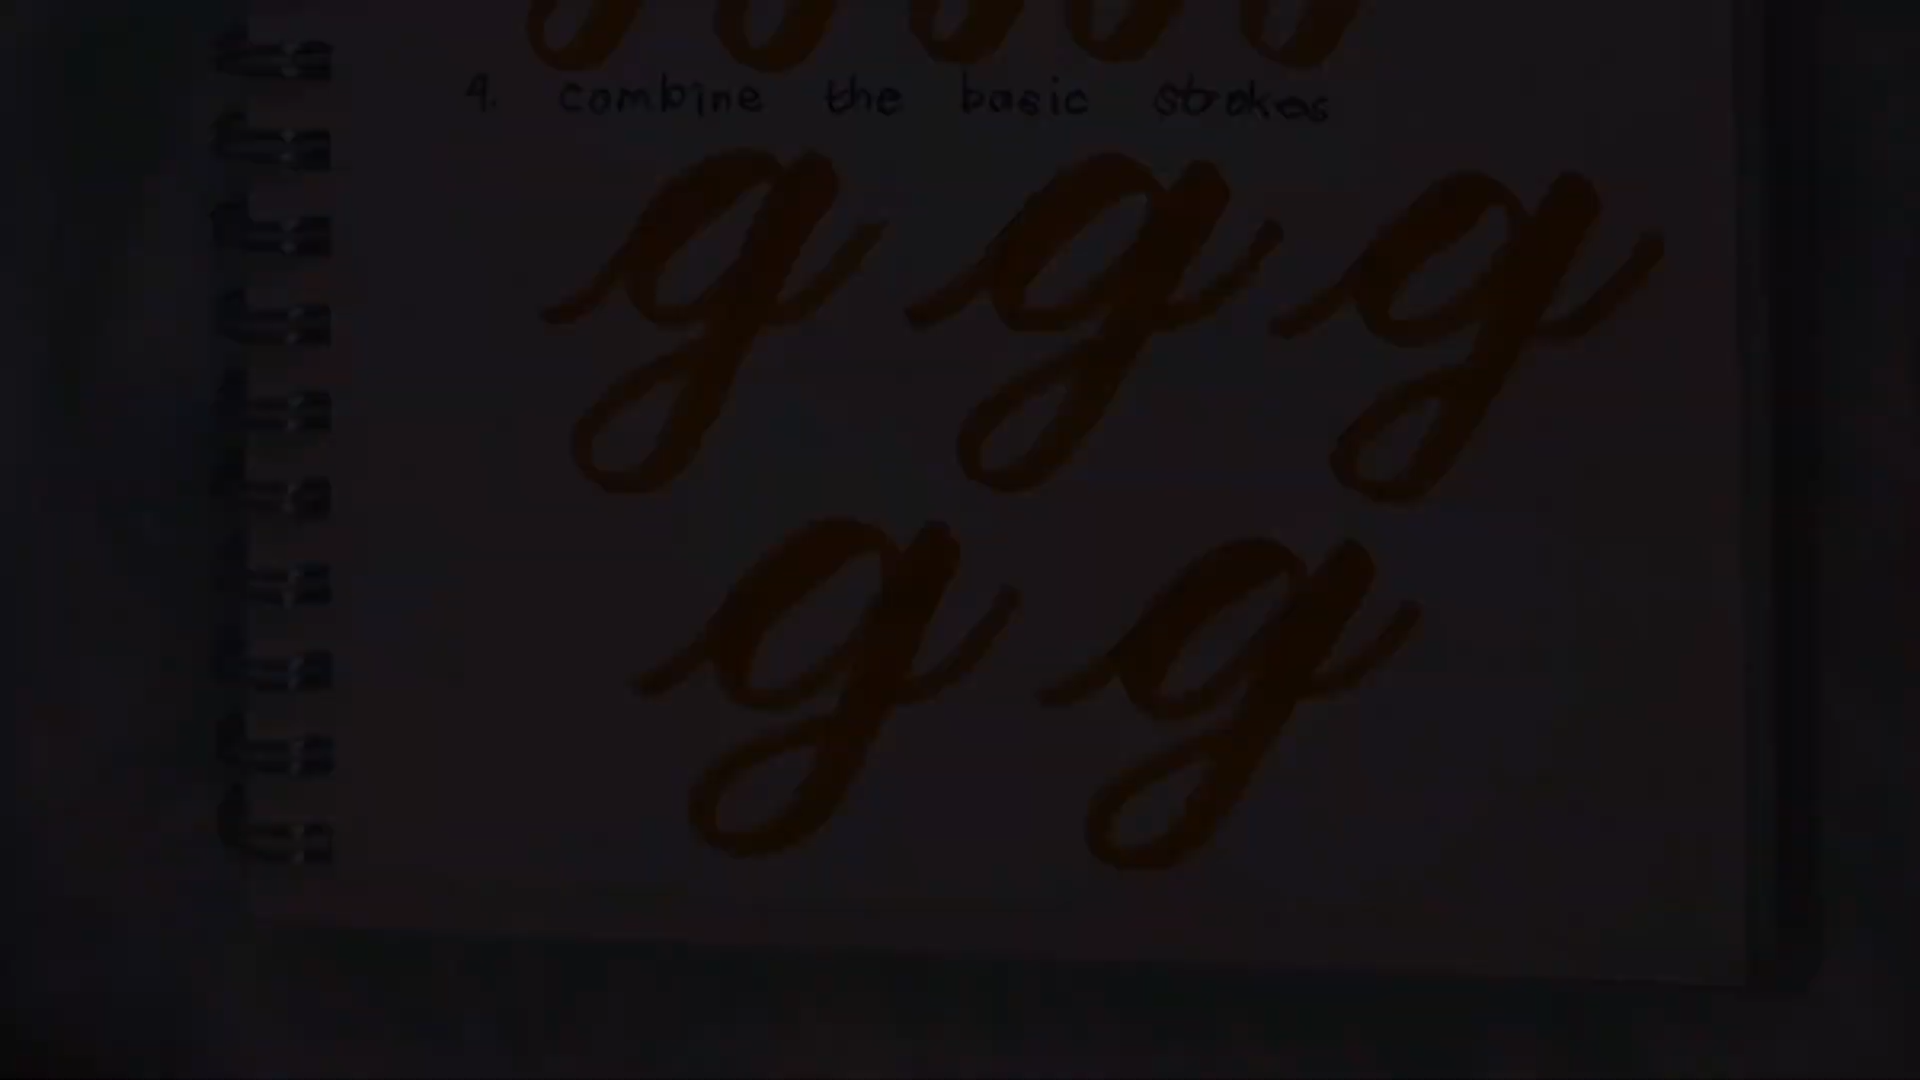 4. combine the basic strokes
g g g
g g